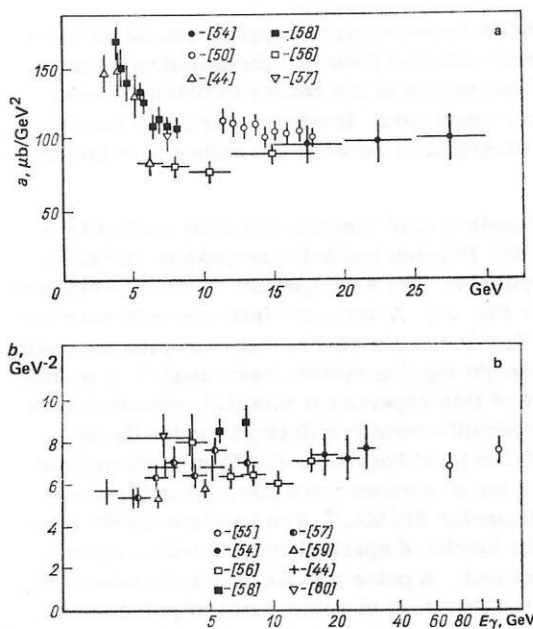 -[54] -[58] a
-[50] -[56]
-[44] -[57]
a, μb/GeV²
150
100
50
0 5 10 15 20 25
GeV
b,
GeV⁻²
b
10
8
6
4
2
0
-[55] -[57]
-[54] -[59]
-[56] -[44]
-[58] -[60]
5 10 20 30 40 60 80 Eγ, GeV